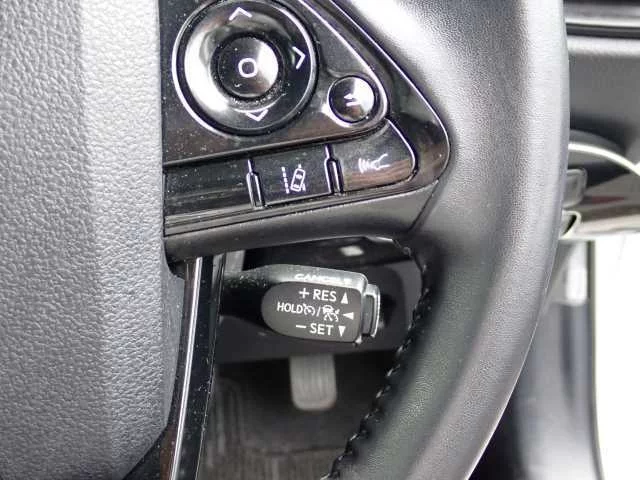 CANCEL
+ RES ▲
HOLD / ◀
− SET ▼